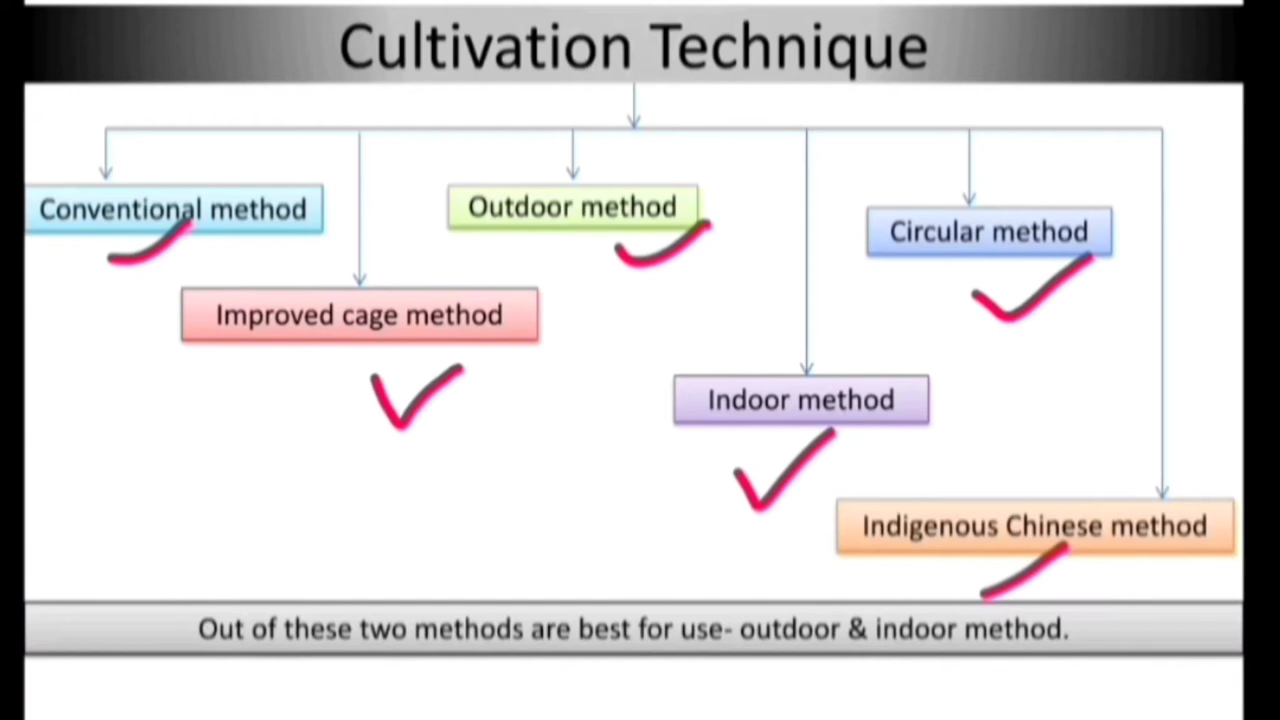 Cultivation Technique
Conventional method
Outdoor method
Circular method
Improved cage method
Indoor method
Indigenous Chinese method
Out of these two methods are best for use- outdoor & indoor method.